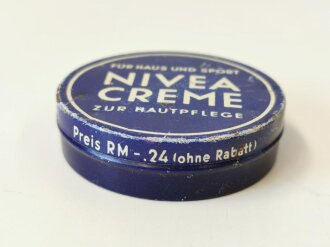 FÜR HAUS UND SPORT
NIVEA
CREME
ZUR HAUTPFLEGE
Preis RM -.24 (ohne Rabatt)